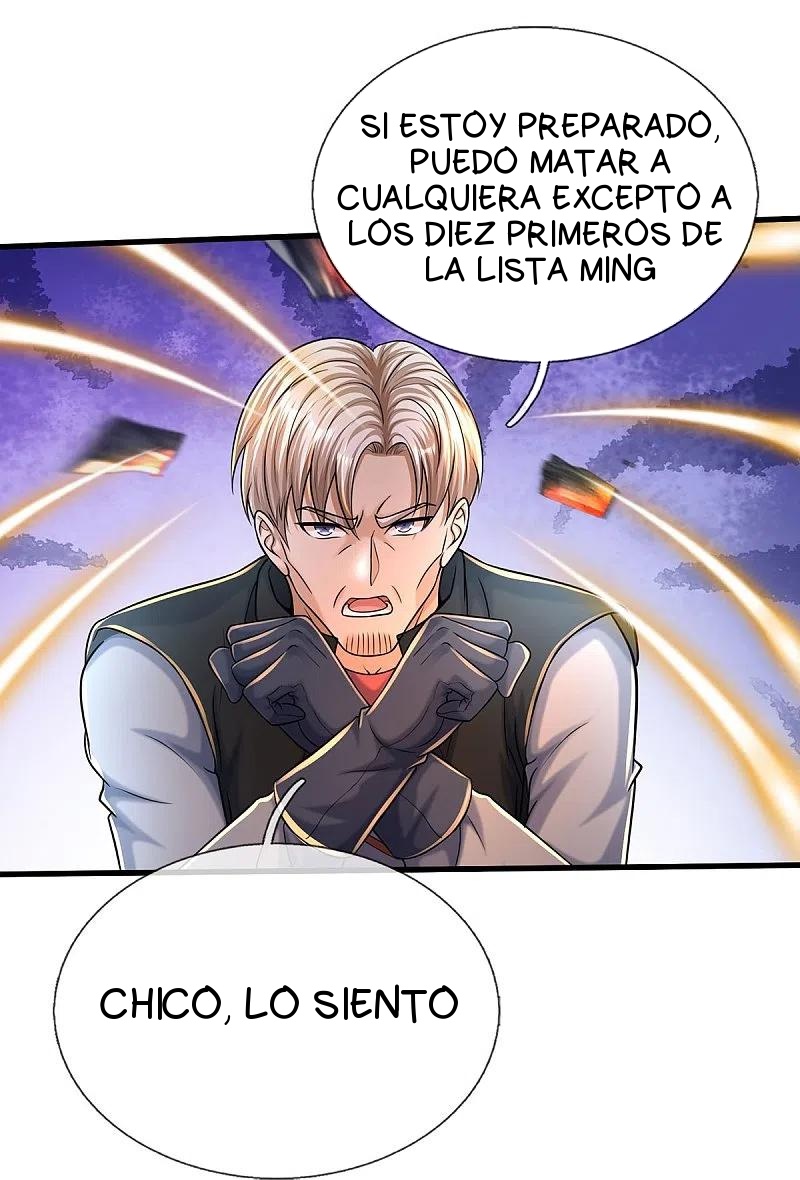 SI ESTOY PREPARADO,
PUEDO MATAR A
CUALQUIERA EXCEPTO A
LOS DIEZ PRIMEROS DE
LA LISTA MING
CHICO, LO SIENTO